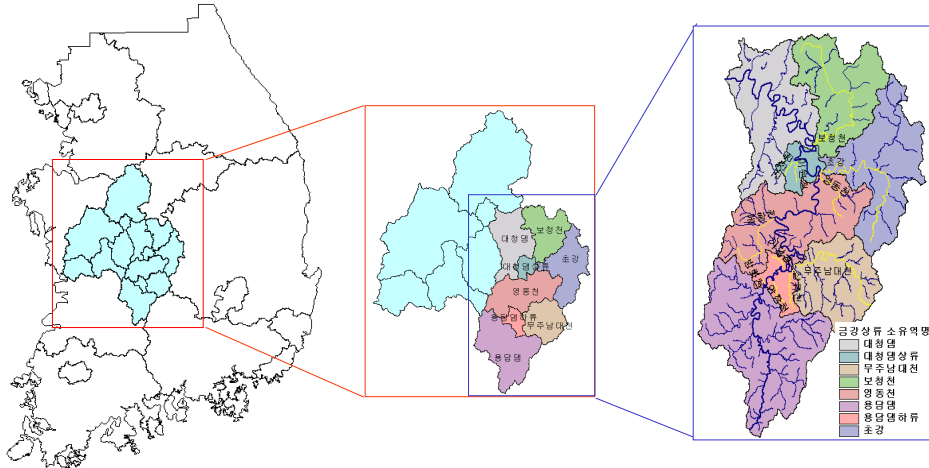 대청댐
보청천
초강
대청댐상류
영동천
용담댐하류
무주남대천
용담댐
보청천
초강
영동천
무주남대천
금강상류 소유역명
대청댐
대청댐상류
무주남대천
보청천
영동천
용담댐
용담댐하류
초강